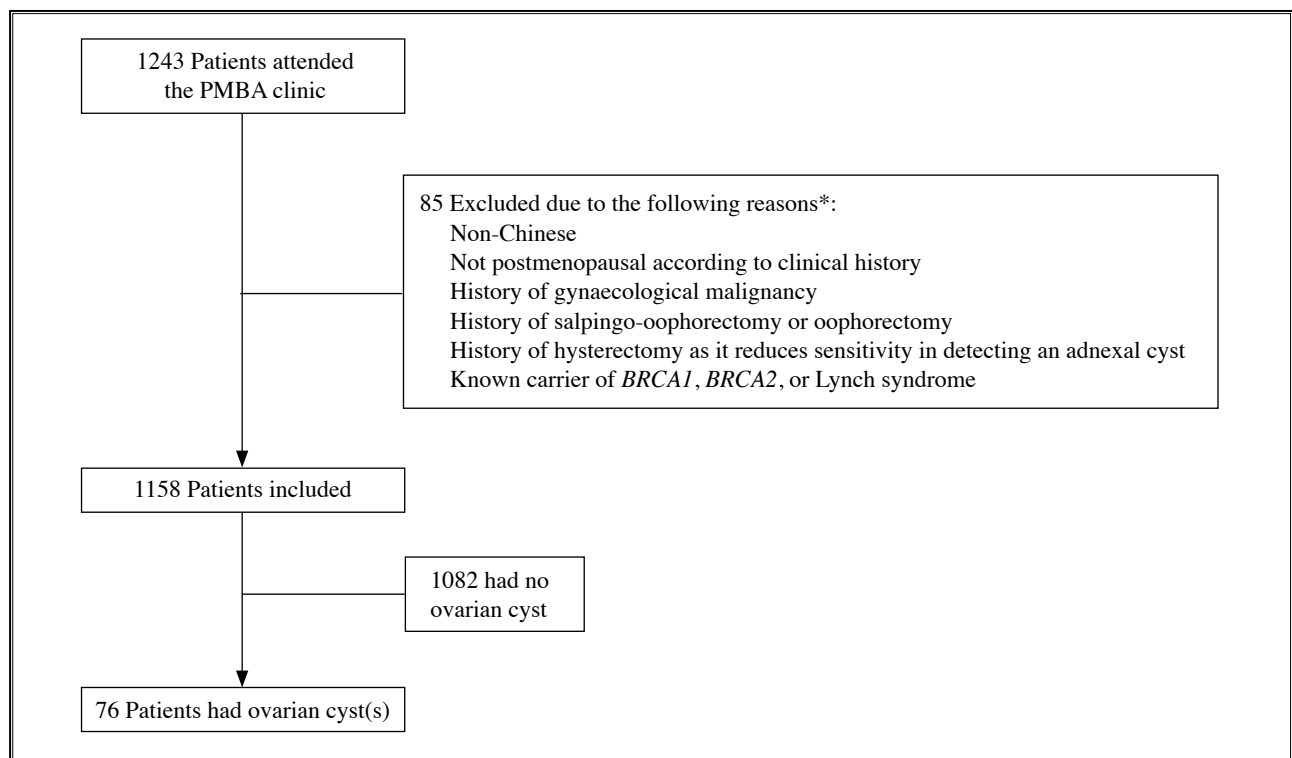 1243 Patients attended
the PMBA clinic
85 Excluded due to the following reasons*:
Non-Chinese
Not postmenopausal according to clinical history
History of gynaecological malignancy
History of salpingo-oophorectomy or oophorectomy
History of hysterectomy as it reduces sensitivity in detecting an adnexal cyst
Known carrier of BRCA1, BRCA2, or Lynch syndrome
1158 Patients included
1082 had no
ovarian cyst
76 Patients had ovarian cyst(s)